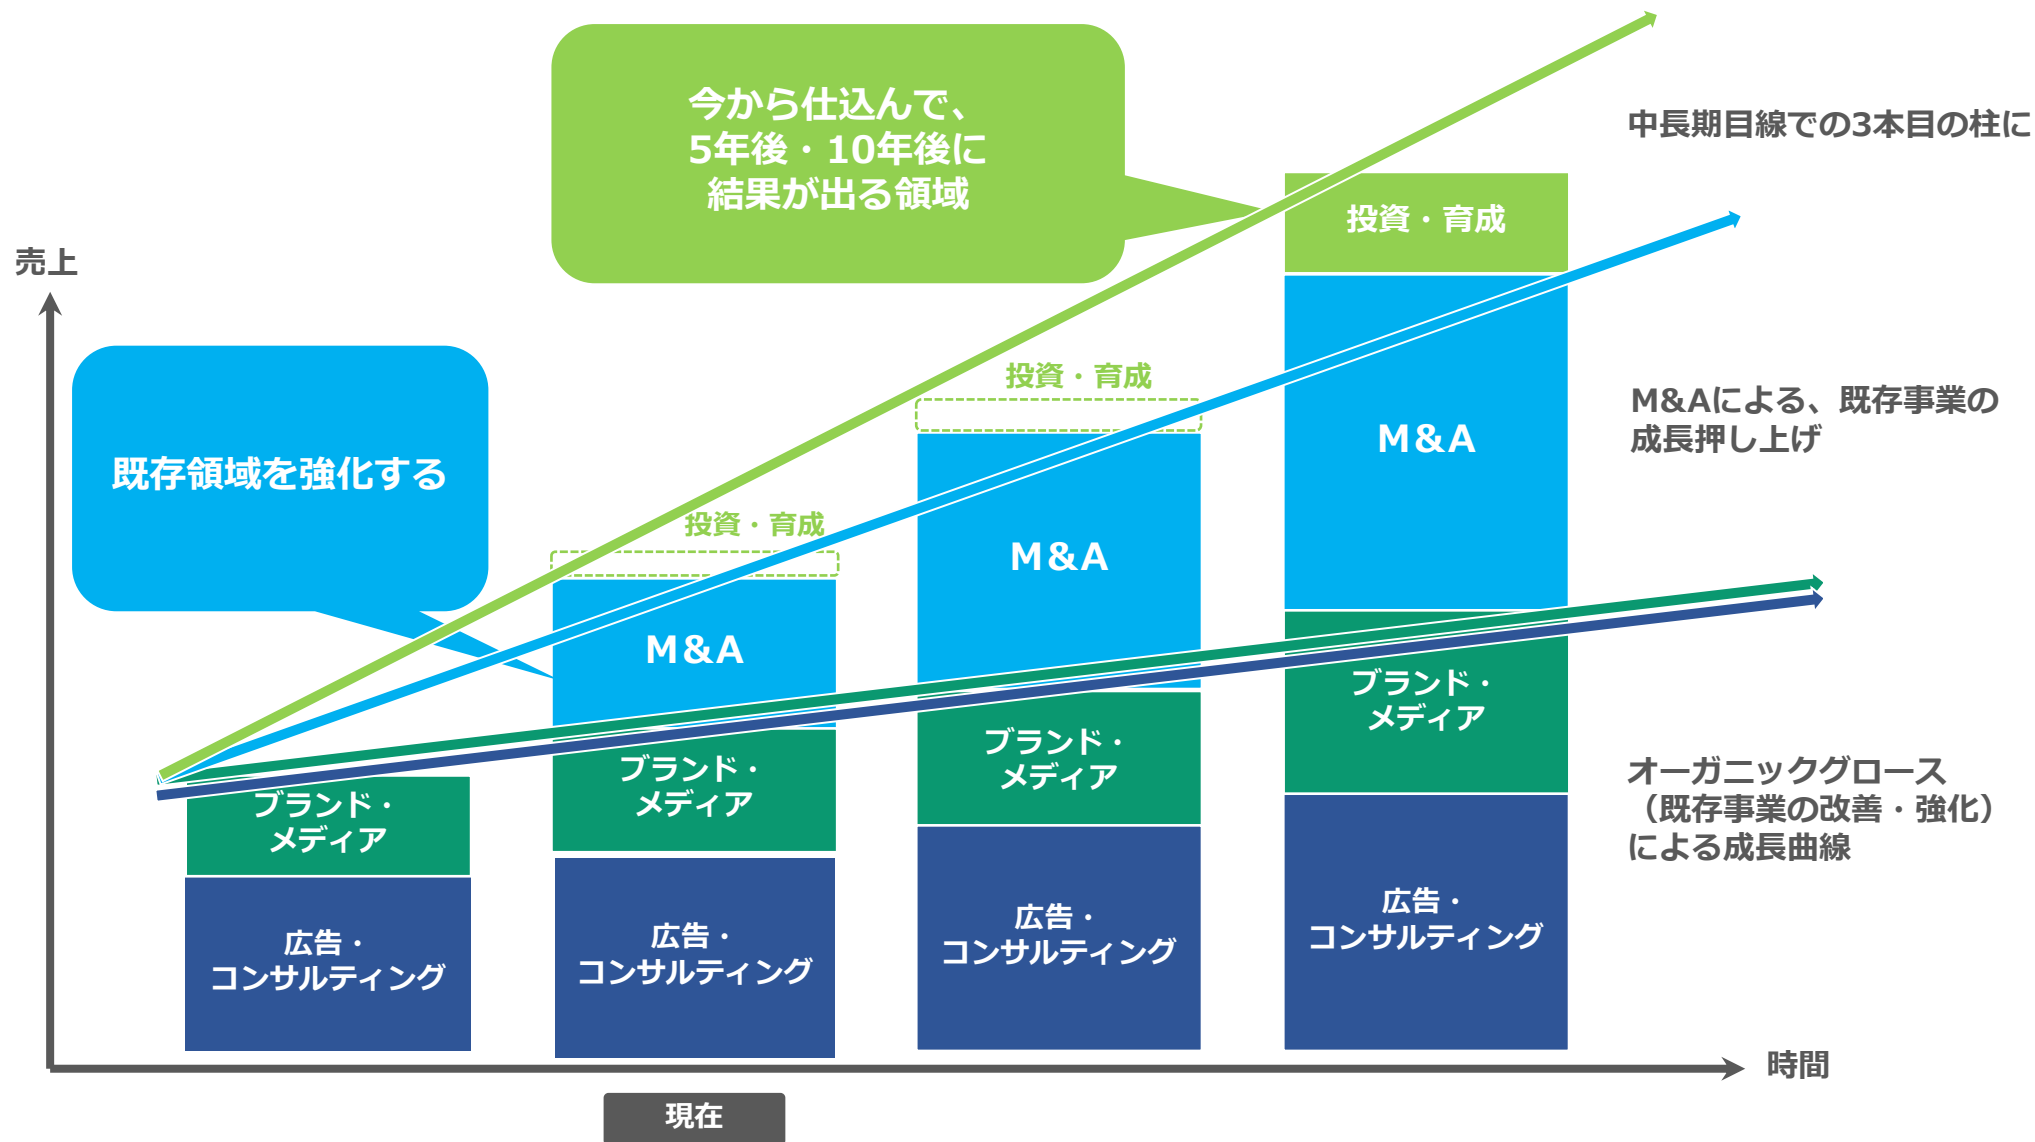 今から仕込んで、
5年後・10年後に
結果が出る領域
中長期目線での3本目の柱に
投資・育成
売上
投資・育成
M&Aによる、既存事業の
成長押し上げ
M&A
既存領域を強化する
投資・育成
M&A
M&A
ブランド・
メディア
ブランド・
メディア
ブランド・
メディア
ブランド・
メディア
オーガニックグロース
（既存事業の改善・強化）
による成長曲線
広告・
コンサルティング
広告・
コンサルティング
広告・
コンサルティング
広告・
コンサルティング
時間
現在